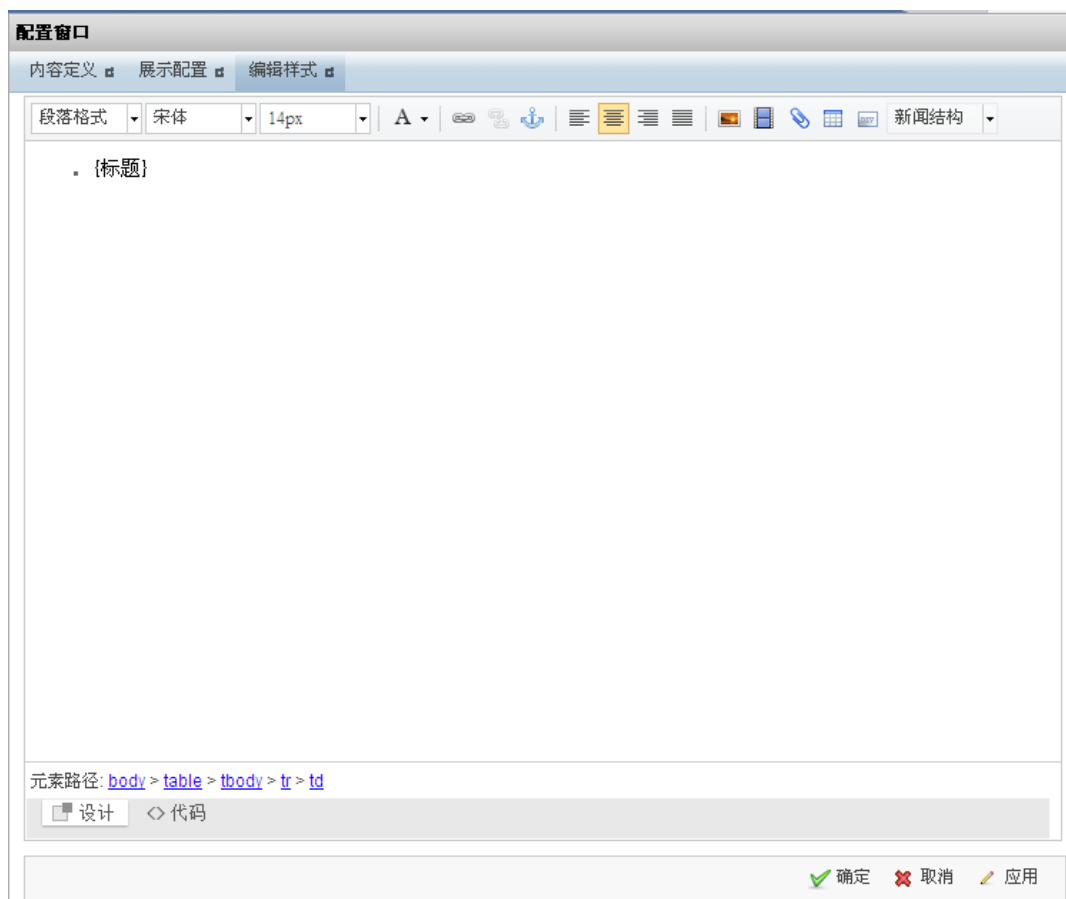 配置窗口
内容定义 展示配置 编辑样式
段落格式 宋体 14px A 新闻结构
{标题}
元素路径: body > table > tbody > tr > td
设计 <> 代码
确定 取消 应用